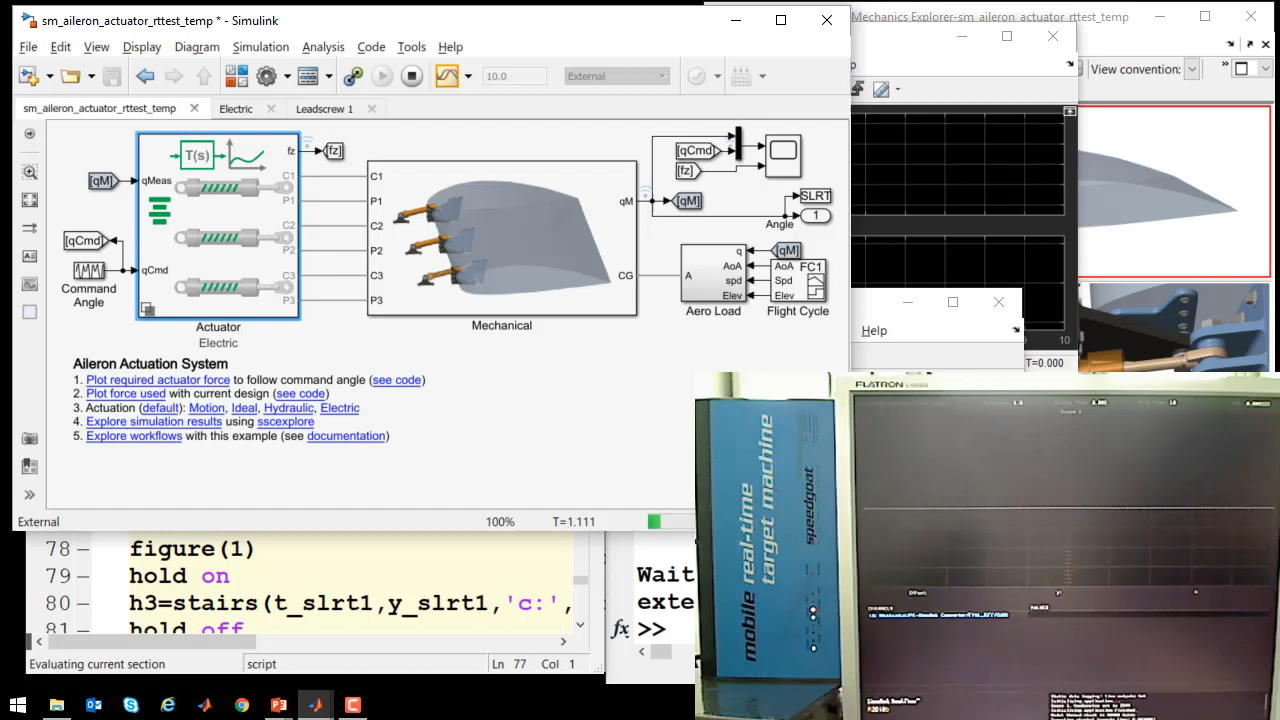 sm_aileron_actuator_rttest_temp * - Simulink
File Edit View Display Diagram Simulation Analysis Code Tools Help
10.0 External
sm_aileron_actuator_rttest_temp Electric Leadscrew 1
[qM]
[qCmd]
Command
Angle
T(s)
qMeas
qCmd
fz
C1
P1
C2
P2
C3
P3
Actuator
Electric
[fz]
C1
P1
C2
P2
C3
P3
qM
CG
Mechanical
[qCmd]
[fz]
[qM]
SLRT
1
Angle
A
q
AoA
spd
Elev
Aero Load
[qM]
AoA FC1
Spd
Elev
Flight Cycle
Aileron Actuation System
1. Plot required actuator force to follow command angle (see code)
2. Plot force used with current design (see code)
3. Actuation (default): Motion, Ideal, Hydraulic, Electric
4. Explore simulation results using sscexplore
5. Explore workflows with this example (see documentation)
External 100% T=1.111
Mechanics Explorer-sm_aileron_actuator_rttest_temp
View convention:
10
T=0.000
Help
78 figure(1)
79 hold on
80 h3=stairs(t_slrt1,y_slrt1,'c:',
81 hold off
Evaluating current section script Ln 77 Col 1
Wait
exte
fx >>
mobile real-time
target machine
speedgoat
FLATRON